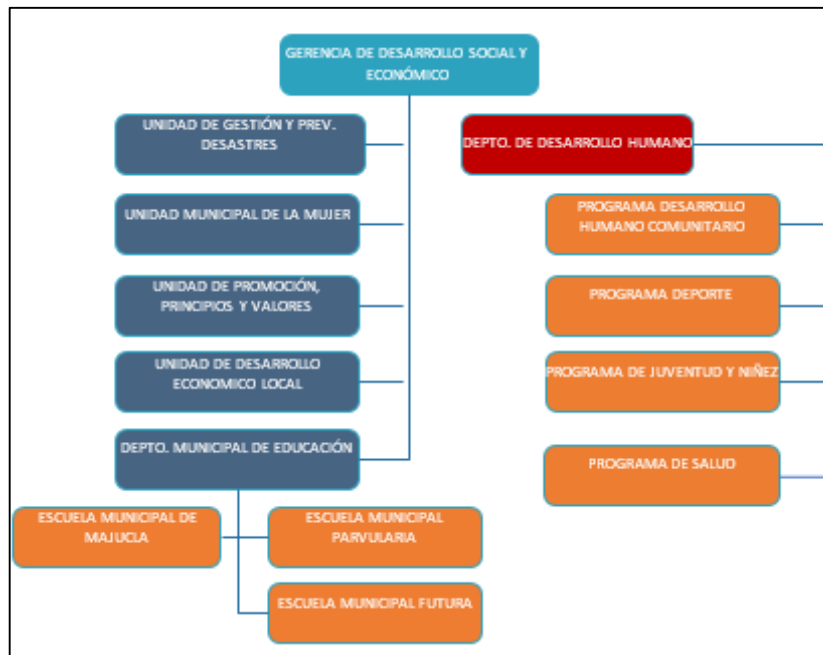 GERENCIA DE DESARROLLO SOCIAL Y
ECONÓMICO
UNIDAD DE GESTIÓN Y PREV.
DESASTRES
DEPTO. DE DESARROLLO HUMANO
UNIDAD MUNICIPAL DE LA MUJER
PROGRAMA DESARROLLO
HUMANO COMUNITARIO
UNIDAD DE PROMOCIÓN,
PRINCIPIOS Y VALORES
PROGRAMA DEPORTE
UNIDAD DE DESARROLLO
ECONOMICO LOCAL
PROGRAMA DE JUVENTUD Y NIÑEZ
DEPTO. MUNICIPAL DE EDUCACIÓN
PROGRAMA DE SALUD
ESCUELA MUNICIPAL DE
MAJUCLA
ESCUELA MUNICIPAL
PARVULARIA
ESCUELA MUNICIPAL FUTURA